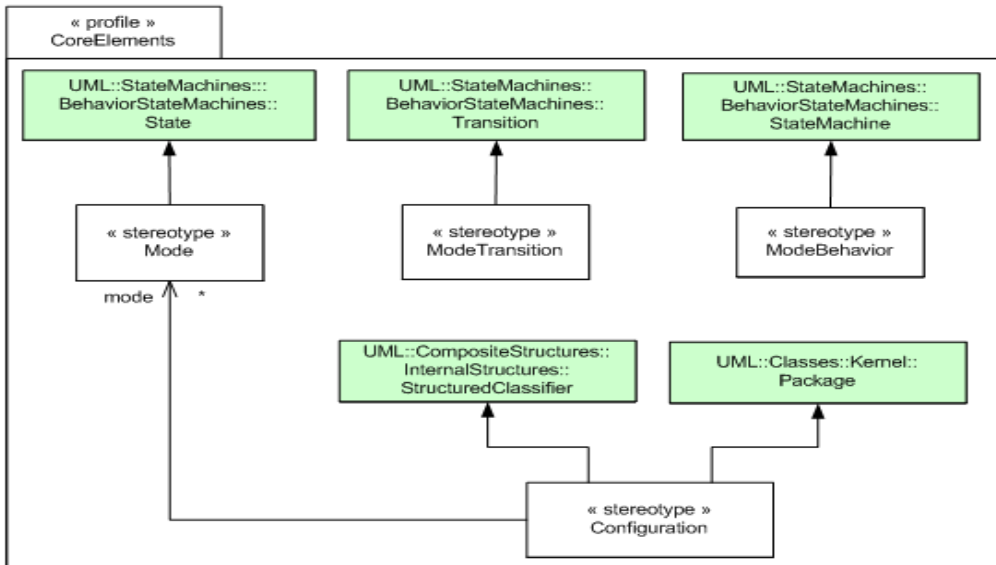 « profile »
CoreElements
UML::StateMachines:::
BehaviorStateMachines::
State
UML::StateMachines::
BehaviorStateMachines::
Transition
UML::StateMachines::
BehaviorStateMachines::
StateMachine
« stereotype »
Mode
« stereotype »
ModeTransition
« stereotype »
ModeBehavior
mode
*
UML::CompositeStructures::
InternalStructures::
StructuredClassifier
UML::Classes::Kernel::
Package
« stereotype »
Configuration